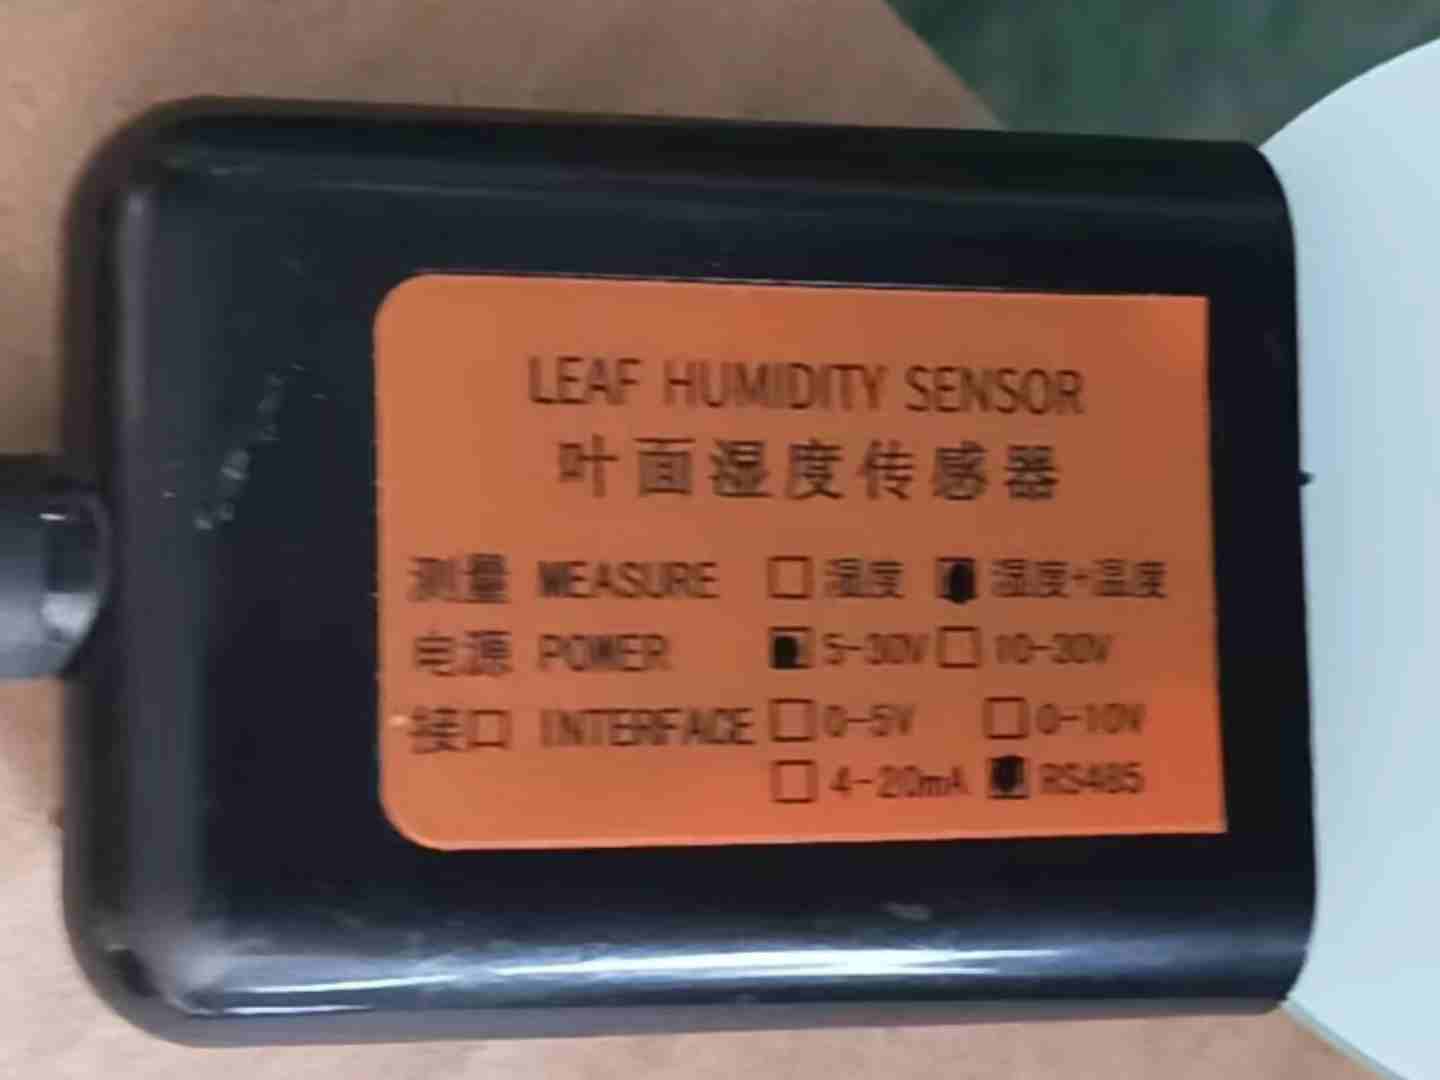 LEAF HUMIDITY SENSOR
叶面湿度传感器
测量 MEASURE □湿度 ■湿度+温度
电源 POWER ■5-30V □10-30V
接口 INTERFACE □0-5V □0-10V
□4-20mA ■RS485